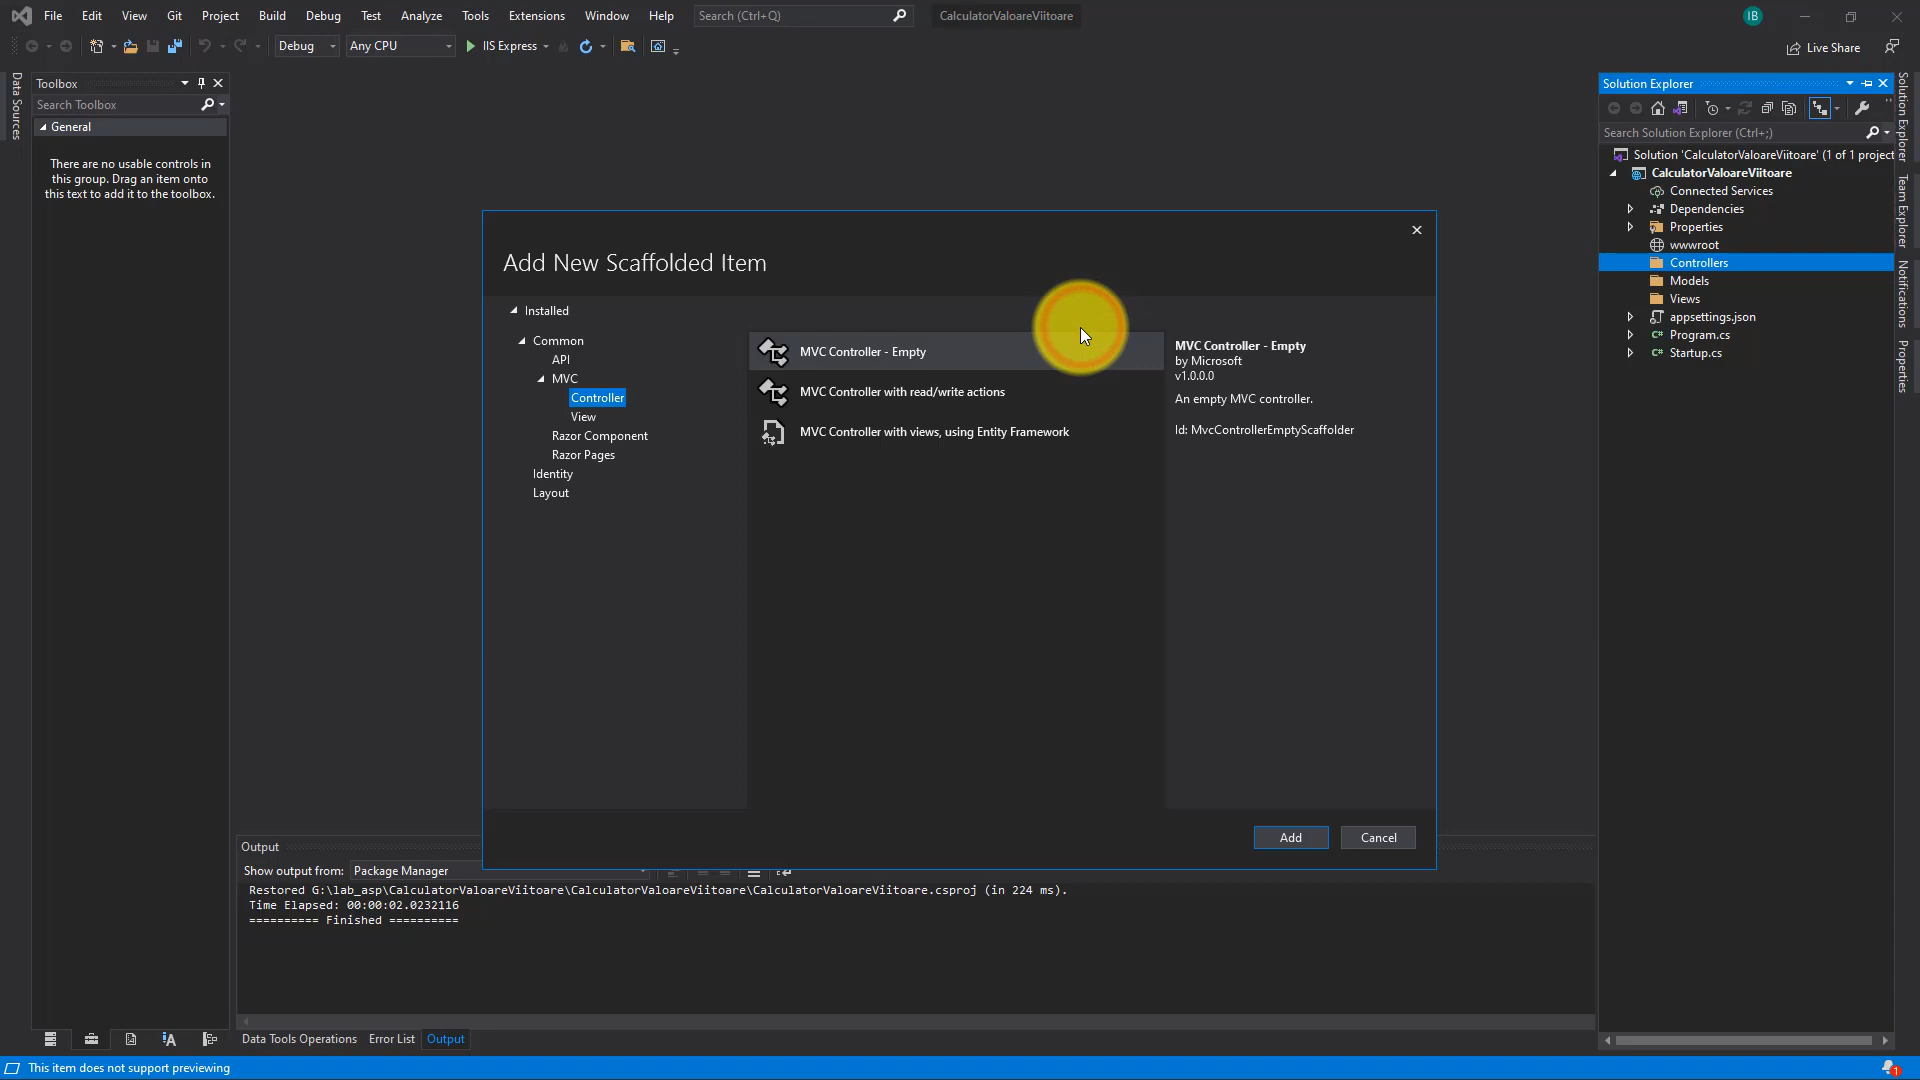 File Edit View Git Project Build Debug Test Analyze Tools Extensions Window Help Search (Ctrl+Q) CalculatorValoareViitoare IB
Debug Any CPU IIS Express Live Share
Data Sources
Toolbox
Search Toolbox
General
There are no usable controls in
this group. Drag an item onto
this text to add it to the toolbox.
Add New Scaffolded Item
Installed
Common
API
MVC
Controller
View
Razor Component
Razor Pages
Identity
Layout
MVC Controller - Empty
MVC Controller with read/write actions
MVC Controller with views, using Entity Framework
MVC Controller - Empty
by Microsoft
v1.0.0.0
An empty MVC controller.
Id: MvcControllerEmptyScaffolder
Add Cancel
Solution Explorer
Search Solution Explorer (Ctrl+;)
Solution 'CalculatorValoareViitoare' (1 of 1 project
CalculatorValoareViitoare
Connected Services
Dependencies
Properties
wwwroot
Controllers
Models
Views
appsettings.json
C# Program.cs
C# Startup.cs
Solution Explorer
Team Explorer
Notifications
Properties
Output
Show output from: Package Manager
Restored G:\lab_asp\CalculatorValoareViitoare\CalculatorValoareViitoare\CalculatorValoareViitoare.csproj (in 224 ms).
Time Elapsed: 00:00:02.0232116
========== Finished ==========
Data Tools Operations Error List Output
This item does not support previewing
1